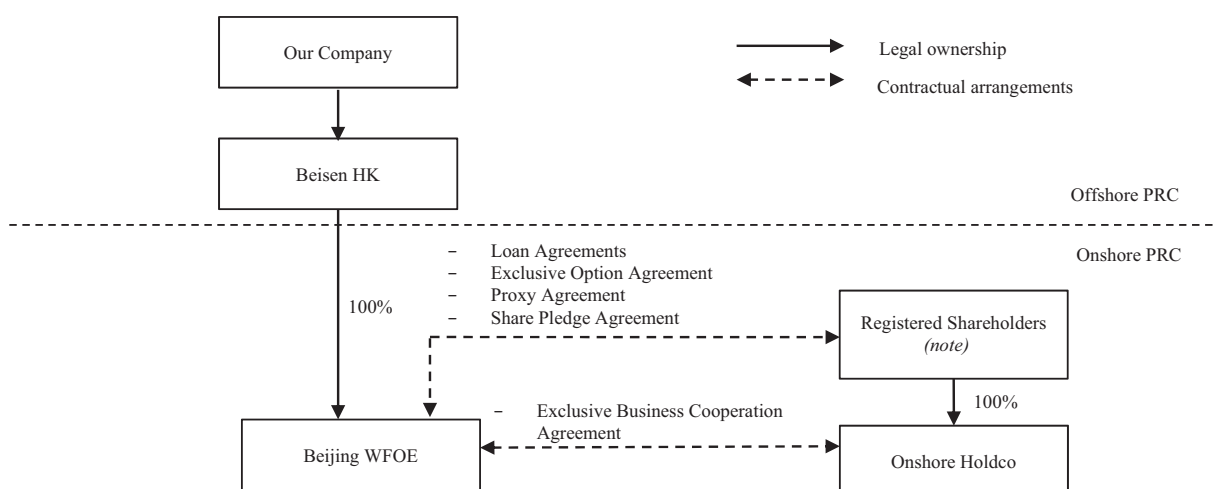 Our Company
Legal ownership
Contractual arrangements
Beisen HK
Offshore PRC
Onshore PRC
– Loan Agreements
– Exclusive Option Agreement
– Proxy Agreement
– Share Pledge Agreement
100%
Registered Shareholders
(note)
100%
– Exclusive Business Cooperation
Agreement
Beijing WFOE
Onshore Holdco